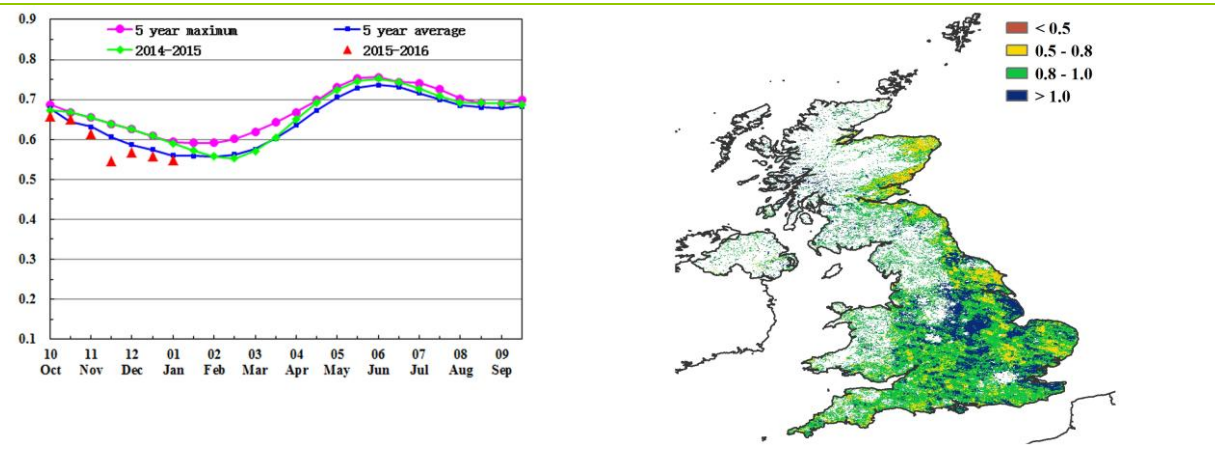 0.9
5 year maximum 5 year average
2014-2015 2015-2016
0.8
0.7
0.6
0.5
0.4
0.3
0.2
0.1
10 11 12 01 02 03 04 05 06 07 08 09
Oct Nov Dec Jan Feb Mar Apr May Jun Jul Aug Sep
< 0.5
0.5 - 0.8
0.8 - 1.0
> 1.0